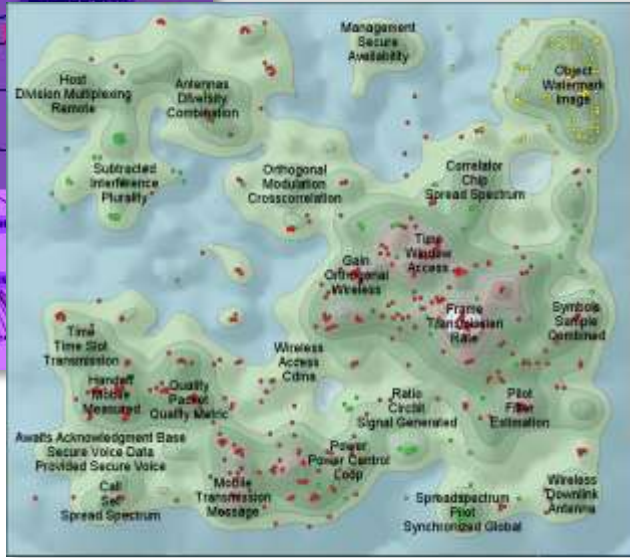 Management
Secure
Availability
Host
Division Multiplexing
Remote
Antennas
Diversity
Combination
Object
Watermark
Image
Subtracted
Interference
Plurality
Orthogonal
Modulation
Crosscorrelation
Correlator
Chip
Spread Spectrum
Time
Window
Access
Gain
Orthogonal
Wireless
Frame
Transmission
Rate
Symbols
Sample
Combined
Time
Time Slot
Transmission
Wireless
Access
Cdma
Handoff
Mobile
Measured
Quality
Packet
Quality Metric
Ratio
Circuit
Signal Generated
Pilot
Filter
Estimation
Awaits Acknowledgment Base
Secure Voice Data
Provided Secure Voice
Power
Power Control
Loop
Call
Set
Spread Spectrum
Mobile
Transmission
Message
Spreadspectrum
Pilot
Synchronized Global
Wireless
Downlink
Antenna